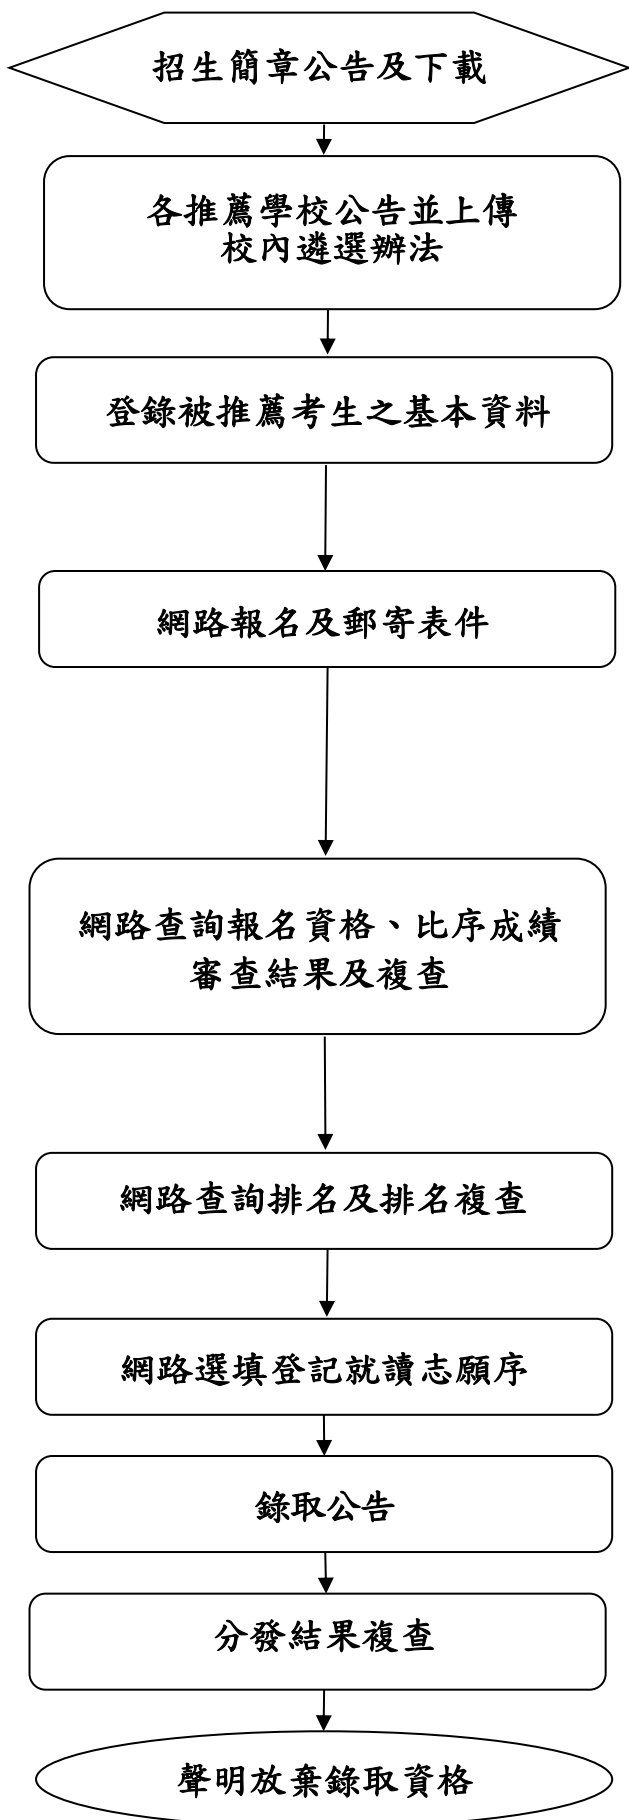 招生簡章公告及下載
各推薦學校公告並上傳
校內遴選辦法
登錄被推薦考生之基本資料
網路報名及郵寄表件
網路查詢報名資格、比序成績
審查結果及複查
網路查詢排名及排名複查
網路選填登記就讀志願序
錄取公告
分發結果複查
聲明放棄錄取資格